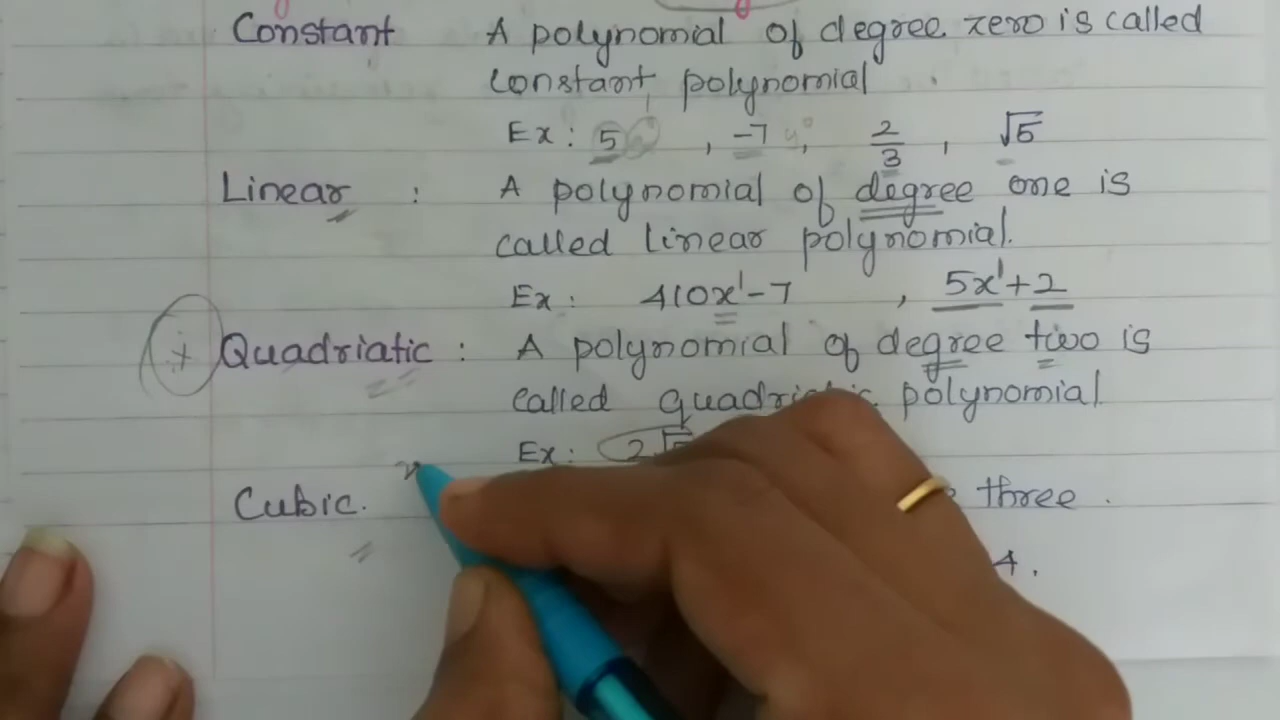 Constant A polynomial of degree zero is called
constant polynomial
Ex: 5 , -7 , 2/3 , √5
Linear : A polynomial of degree one is
called linear polynomial.
Ex: 410x¹-7 , 5x¹+2
+ Quadriatic : A polynomial of degree two is
called polynomial
Ex: 2√
Cubic. three .
4 .